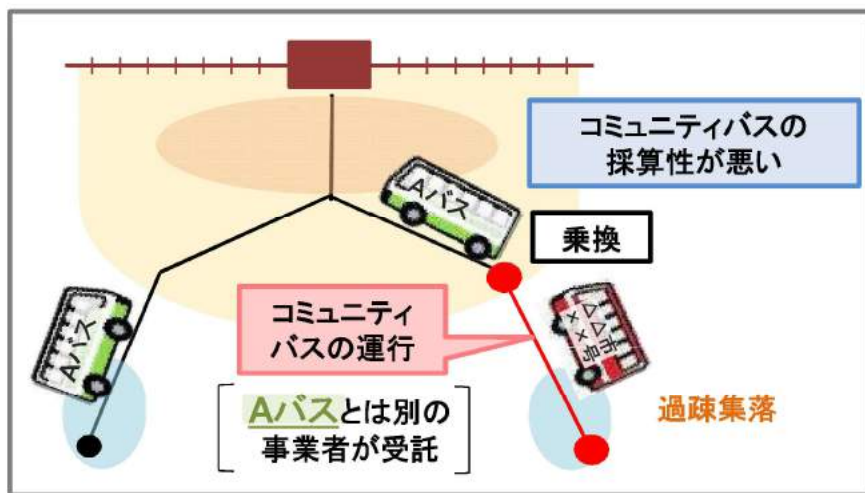 コミュニティバスの
採算性が悪い
Aバス
乗換
コミュニティ
バスの運行
Aバス
△△市
××号
Aバスとは別の
事業者が受託
過疎集落